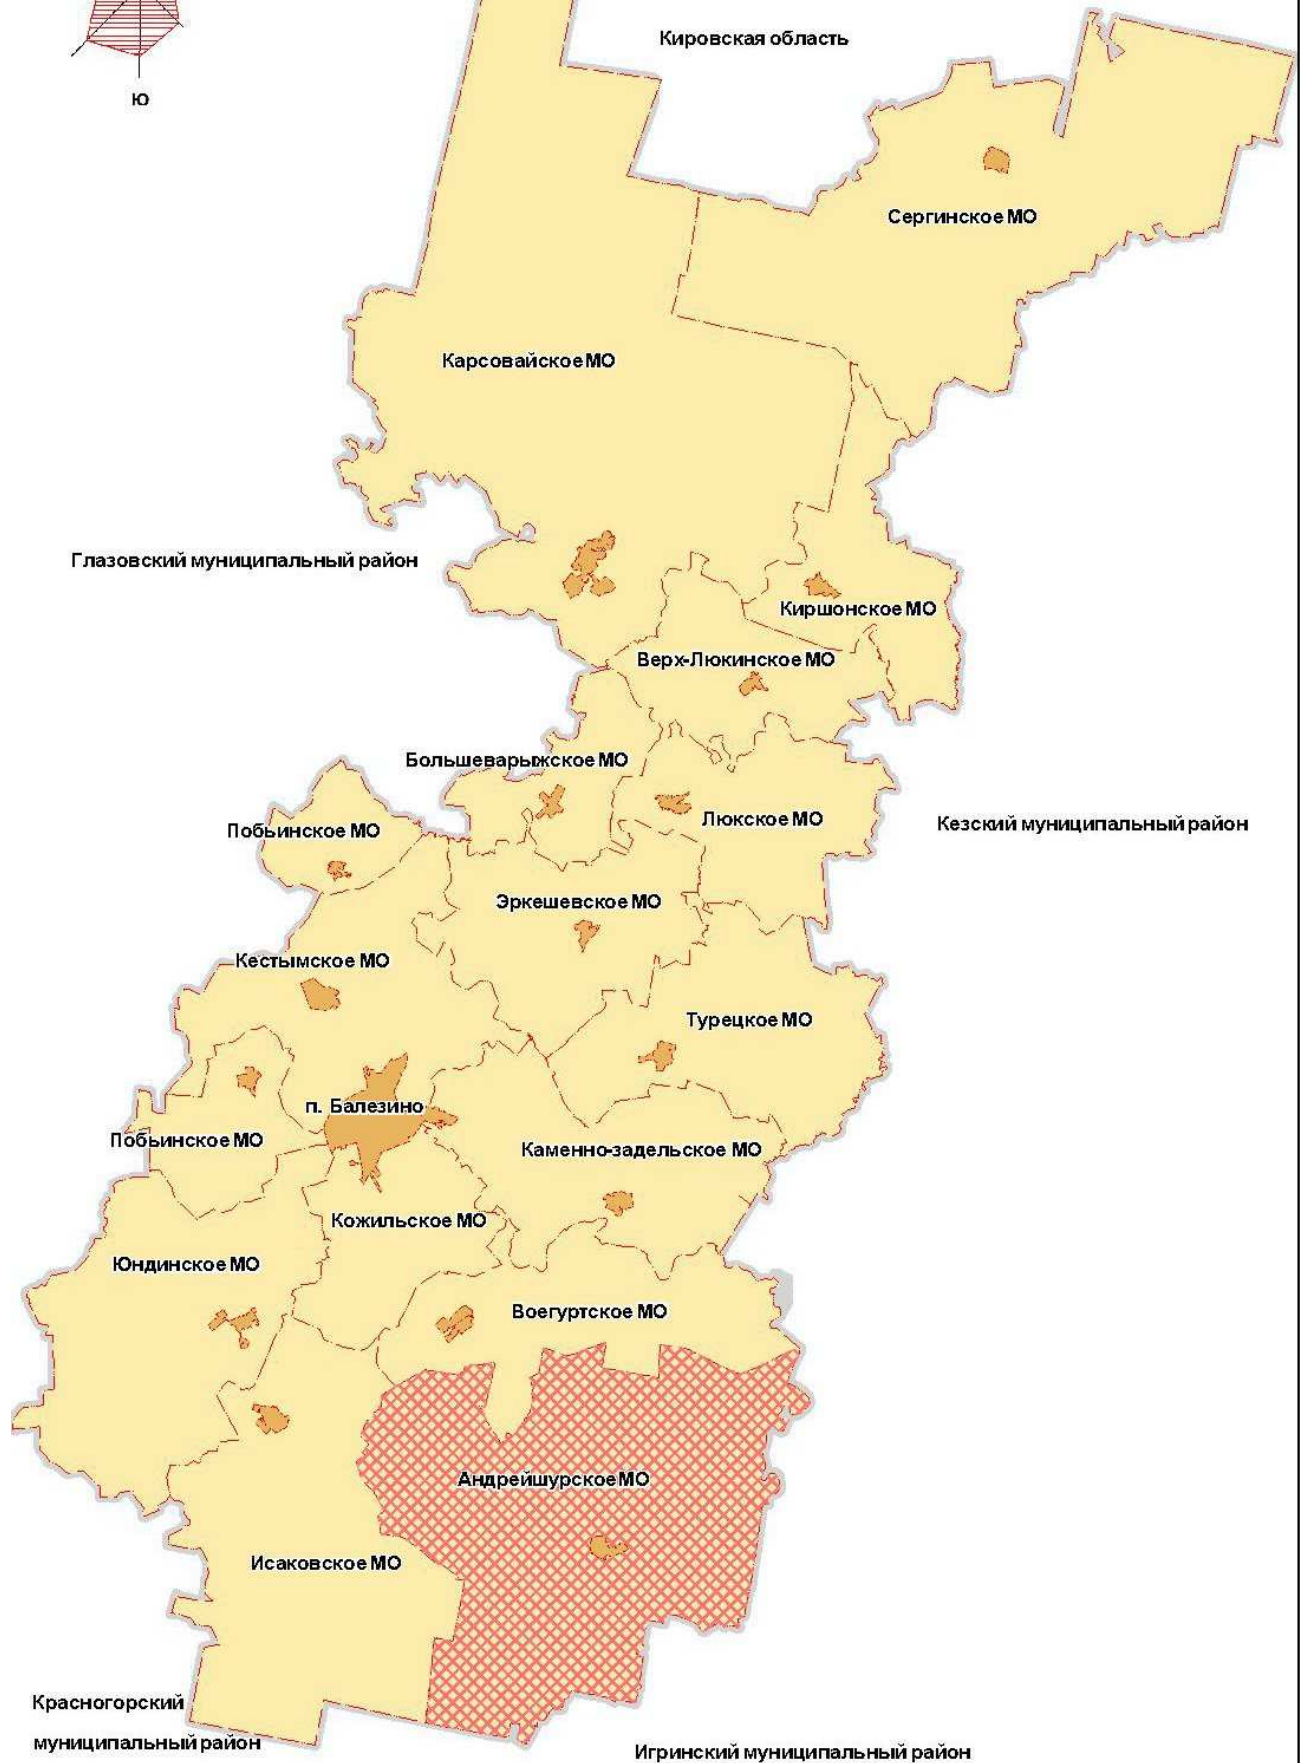 Кировская область
Ю
Сергинское МО
Карсовайское МО
Глазовский муниципальный район
Киршонское МО
Верх-Люкинское МО
Большеварыжское МО
Люкское МО
Кезский муниципальный район
Побьинское МО
Эркешевское МО
Кестымское МО
Турецкое МО
п. Балезино
Побьинское МО
Каменно-задельское МО
Кожильское МО
Юндинское МО
Воегуртское МО
Андрейшурское МО
Исаковское МО
Красногорский
муниципальный район
Игринский муниципальный район